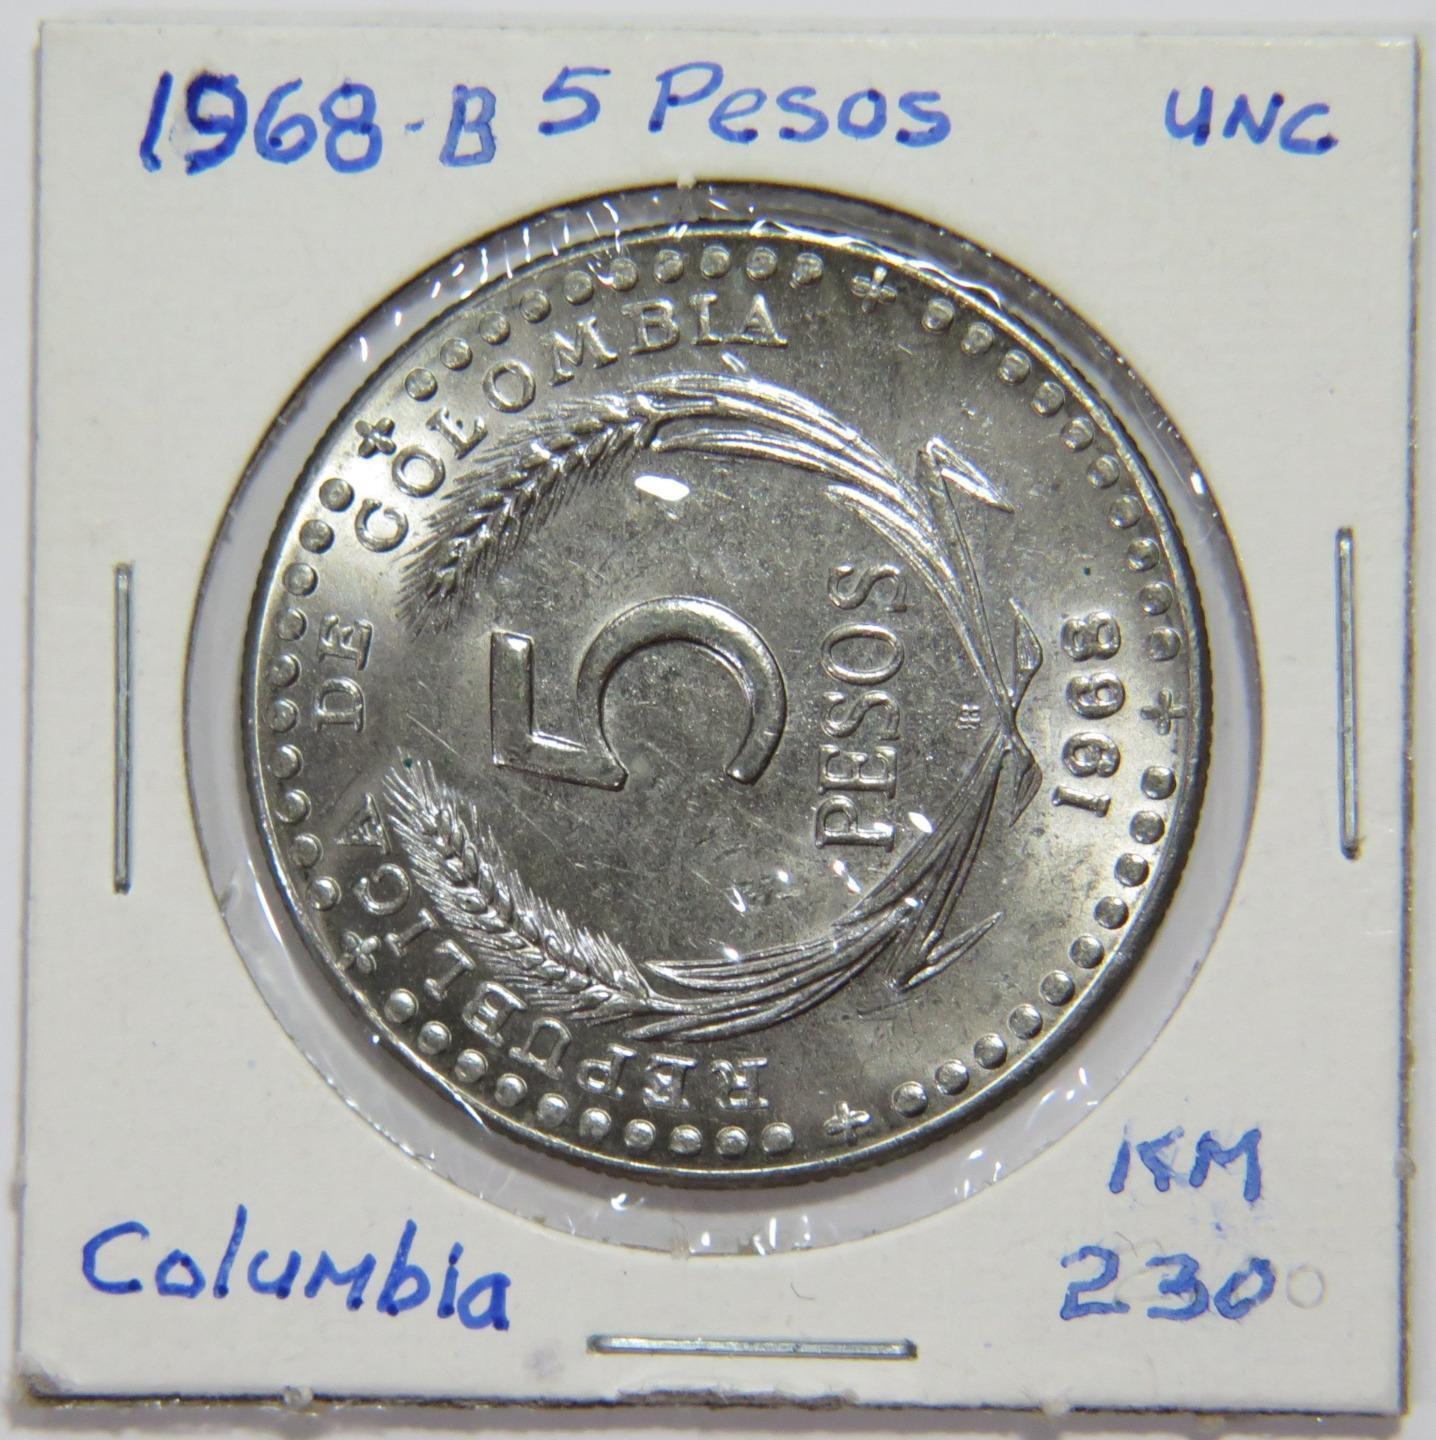 1968-B 5 Pesos UNC
REPUBLICA DE COLOMBIA
5
PESOS
1968
Columbia
KM
230